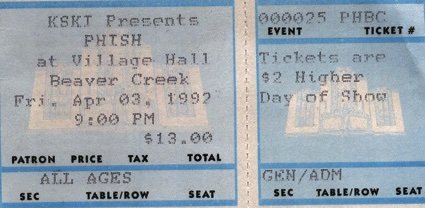 KSKI Presents
PHISH
at Village Hall
Beaver Creek
Fri, Apr 03, 1992
9:00 PM
$13.00
PATRON PRICE TAX TOTAL
ALL AGES
SEC TABLE/ROW SEAT
000025 PHBC
EVENT TICKET #
Tickets are
$2 Higher
Day of Show
GEN/ADM
SEC TABLE/ROW SEAT